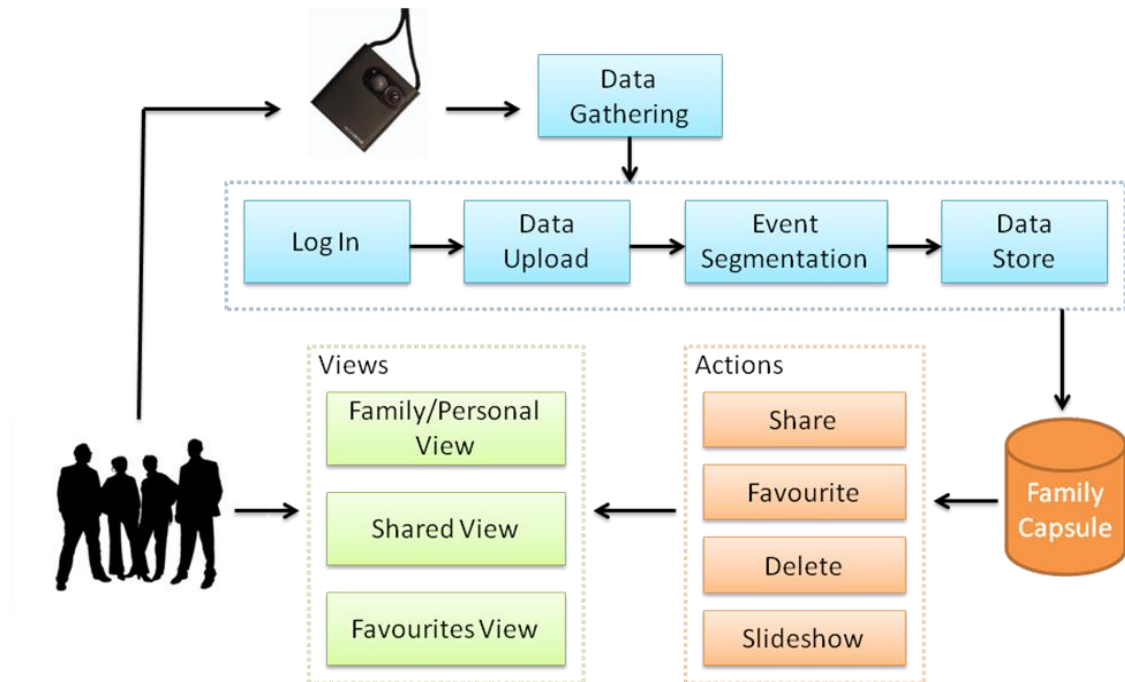 Data
Gathering
Log In
Data
Upload
Event
Segmentation
Data
Store
Views
Family/Personal
View
Shared View
Favourites View
Actions
Share
Favourite
Delete
Slideshow
Family
Capsule